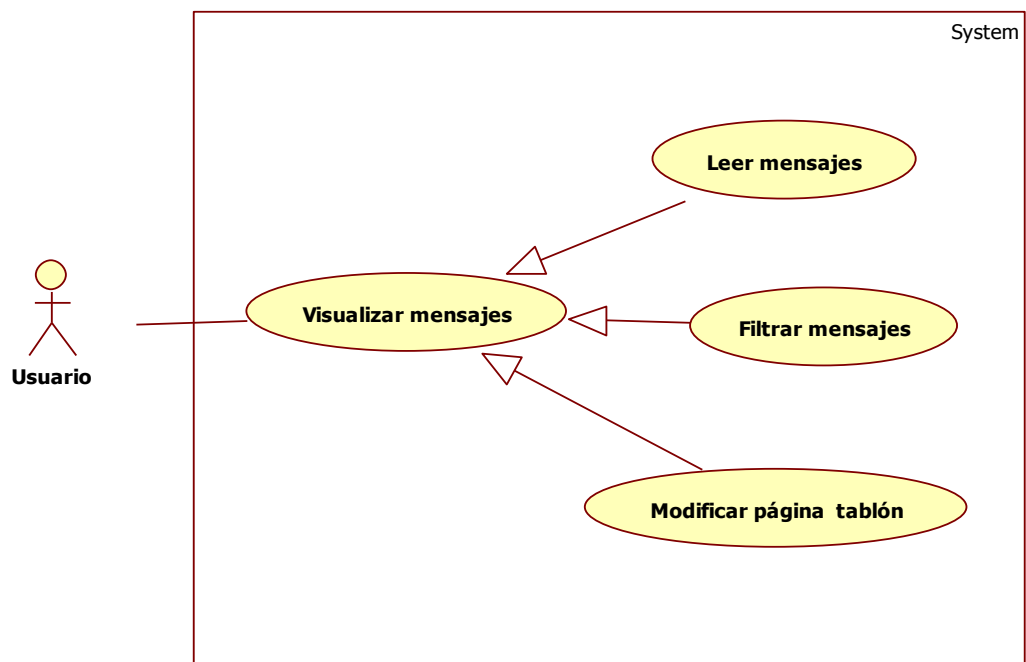 System
Leer mensajes
Visualizar mensajes
Filtrar mensajes
Usuario
Modificar página tablón